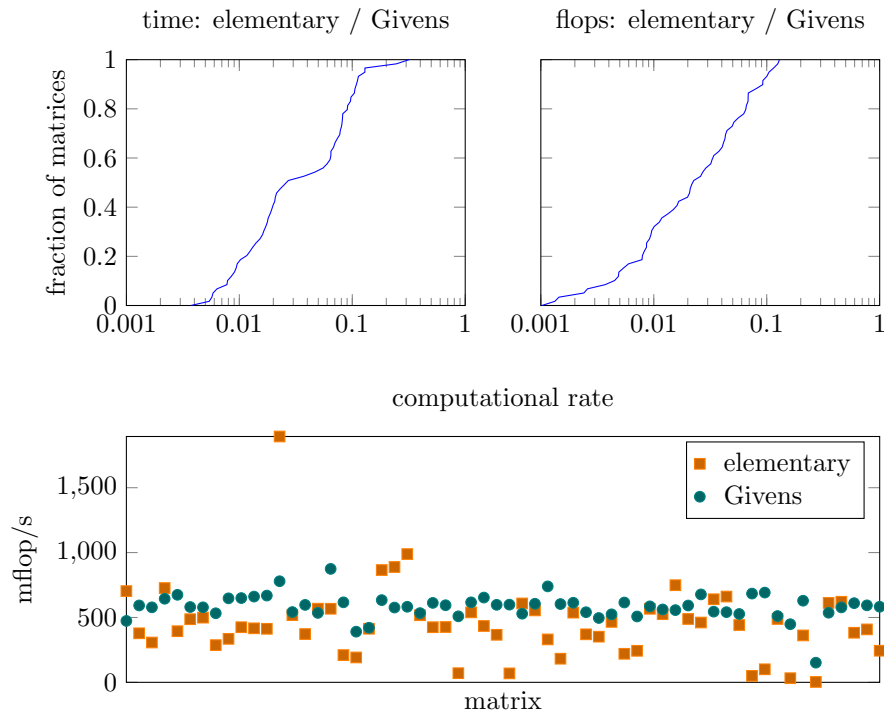 time: elementary / Givens
flops: elementary / Givens
fraction of matrices
1
0.8
0.6
0.4
0.2
0
0.001 0.01 0.1 1
0.001 0.01 0.1 1
computational rate
mflop/s
1,500
1,000
500
0
elementary
Givens
matrix